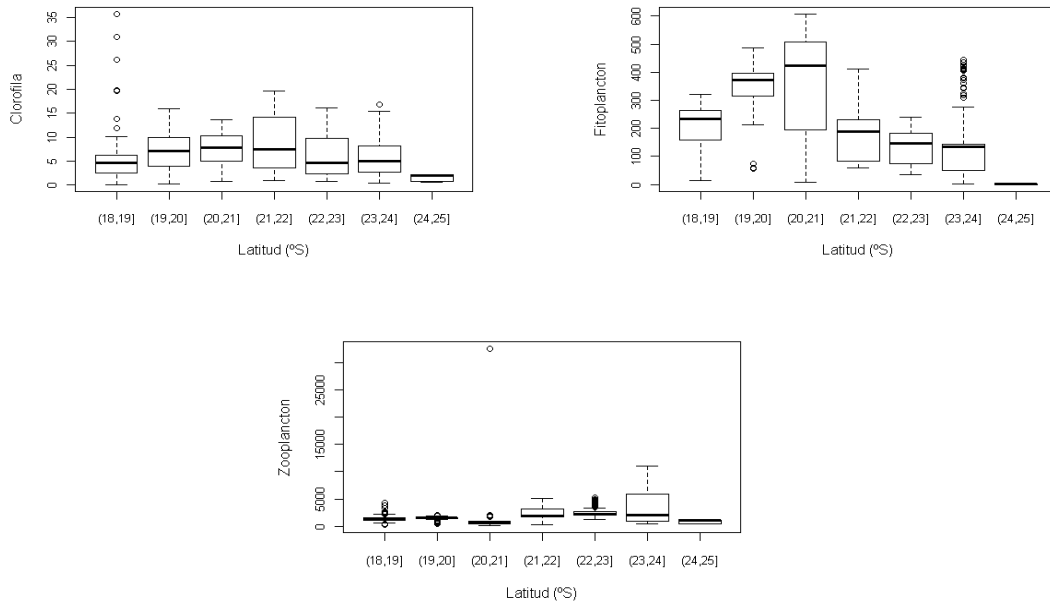 Clorofila
35
30
25
20
15
10
5
0
(18,19] (19,20] (20,21] (21,22] (22,23] (23,24] (24,25]
Latitud (ºS)
Fitoplancton
600
500
400
300
200
100
0
(18,19] (19,20] (20,21] (21,22] (22,23] (23,24] (24,25]
Latitud (ºS)
Zooplancton
25000
15000
5000
0
(18,19] (19,20] (20,21] (21,22] (22,23] (23,24] (24,25]
Latitud (ºS)